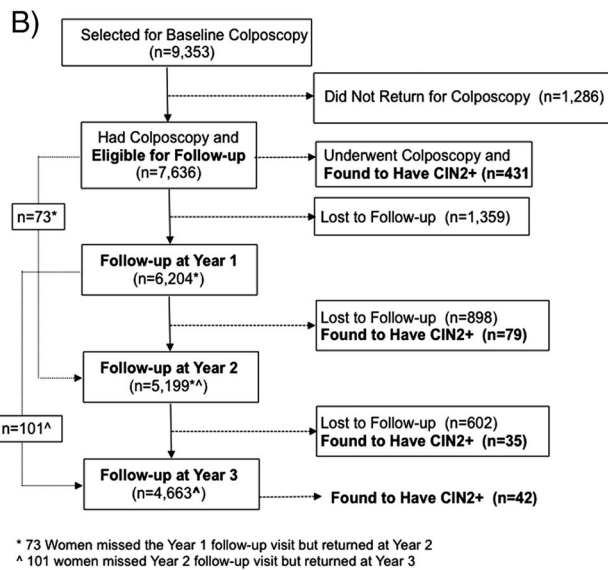 B)
Selected for Baseline Colposcopy
(n=9,353)
Did Not Return for Colposcopy (n=1,286)
Had Colposcopy and
Eligible for Follow-up
(n=7,636)
Underwent Colposcopy and
Found to Have CIN2+ (n=431
n=73*
Lost to Follow-up (n=1,359)
Follow-up at Year 1
(n=6,204*)
Lost to Follow-up (n=898)
Found to Have CIN2+ (n=79)
Follow-up at Year 2
(n=5,199*^)
n=101^
Lost to Follow-up (n=602)
Found to Have CIN2+ (n=35)
Follow-up at Year 3
(n=4,663^)
Found to Have CIN2+ (n=42)
* 73 Women missed the Year 1 follow-up visit but returned at Year 2
^ 101 women missed Year 2 follow-up visit but returned at Year 3